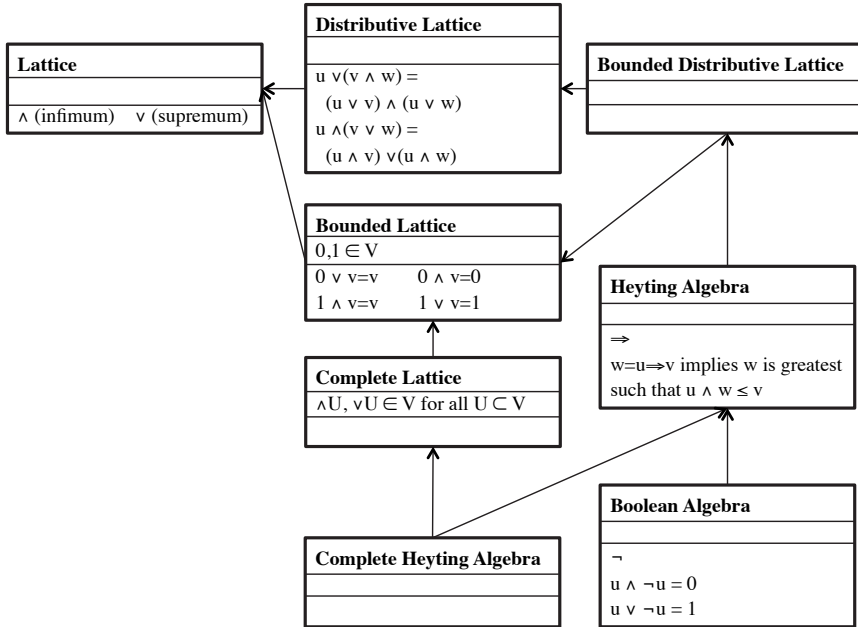 Lattice
∧ (infimum) ∨ (supremum)
Distributive Lattice
u ∨(v ∧ w) =
(u ∨ v) ∧ (u ∨ w)
u ∧(v ∨ w) =
(u ∧ v) ∨(u ∧ w)
Bounded Distributive Lattice
Bounded Lattice
0,1 ∈ V
0 ∨ v=v 0 ∧ v=0
1 ∧ v=v 1 ∨ v=1
Heyting Algebra
⇒
w=u⇒v implies w is greatest
such that u ∧ w ≤ v
Complete Lattice
∧U, ∨U ∈ V for all U ⊂ V
Complete Heyting Algebra
Boolean Algebra
¬
u ∧ ¬u = 0
u ∨ ¬u = 1